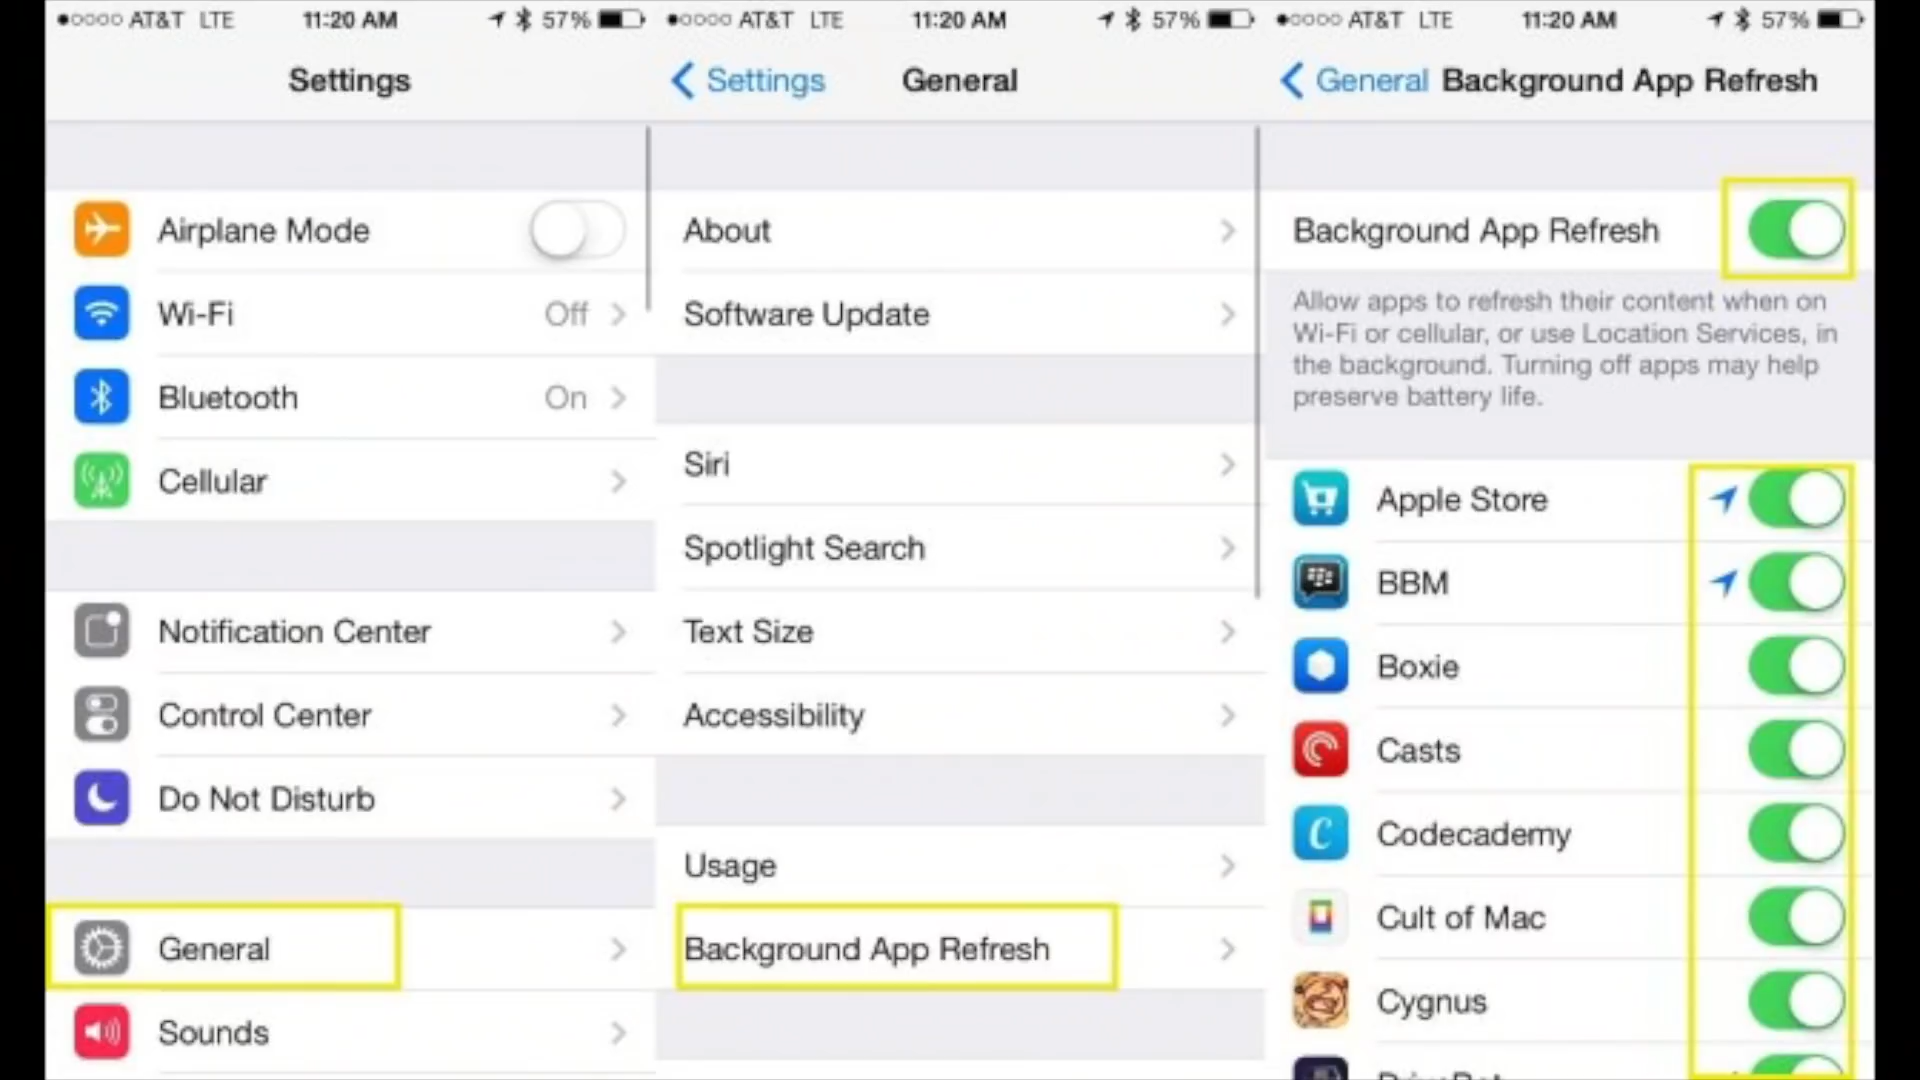 AT&T LTE 11:20 AM 57%
Settings
Airplane Mode
Wi-Fi Off
Bluetooth On
Cellular
Notification Center
Control Center
Do Not Disturb
General
Sounds
AT&T LTE 11:20 AM 57%
Settings General
About
Software Update
Siri
Spotlight Search
Text Size
Accessibility
Usage
Background App Refresh
AT&T LTE 11:20 AM 57%
General Background App Refresh
Background App Refresh
Allow apps to refresh their content when on
Wi-Fi or cellular, or use Location Services, in
the background. Turning off apps may help
preserve battery life.
Apple Store
BBM
Boxie
Casts
Codecademy
Cult of Mac
Cygnus